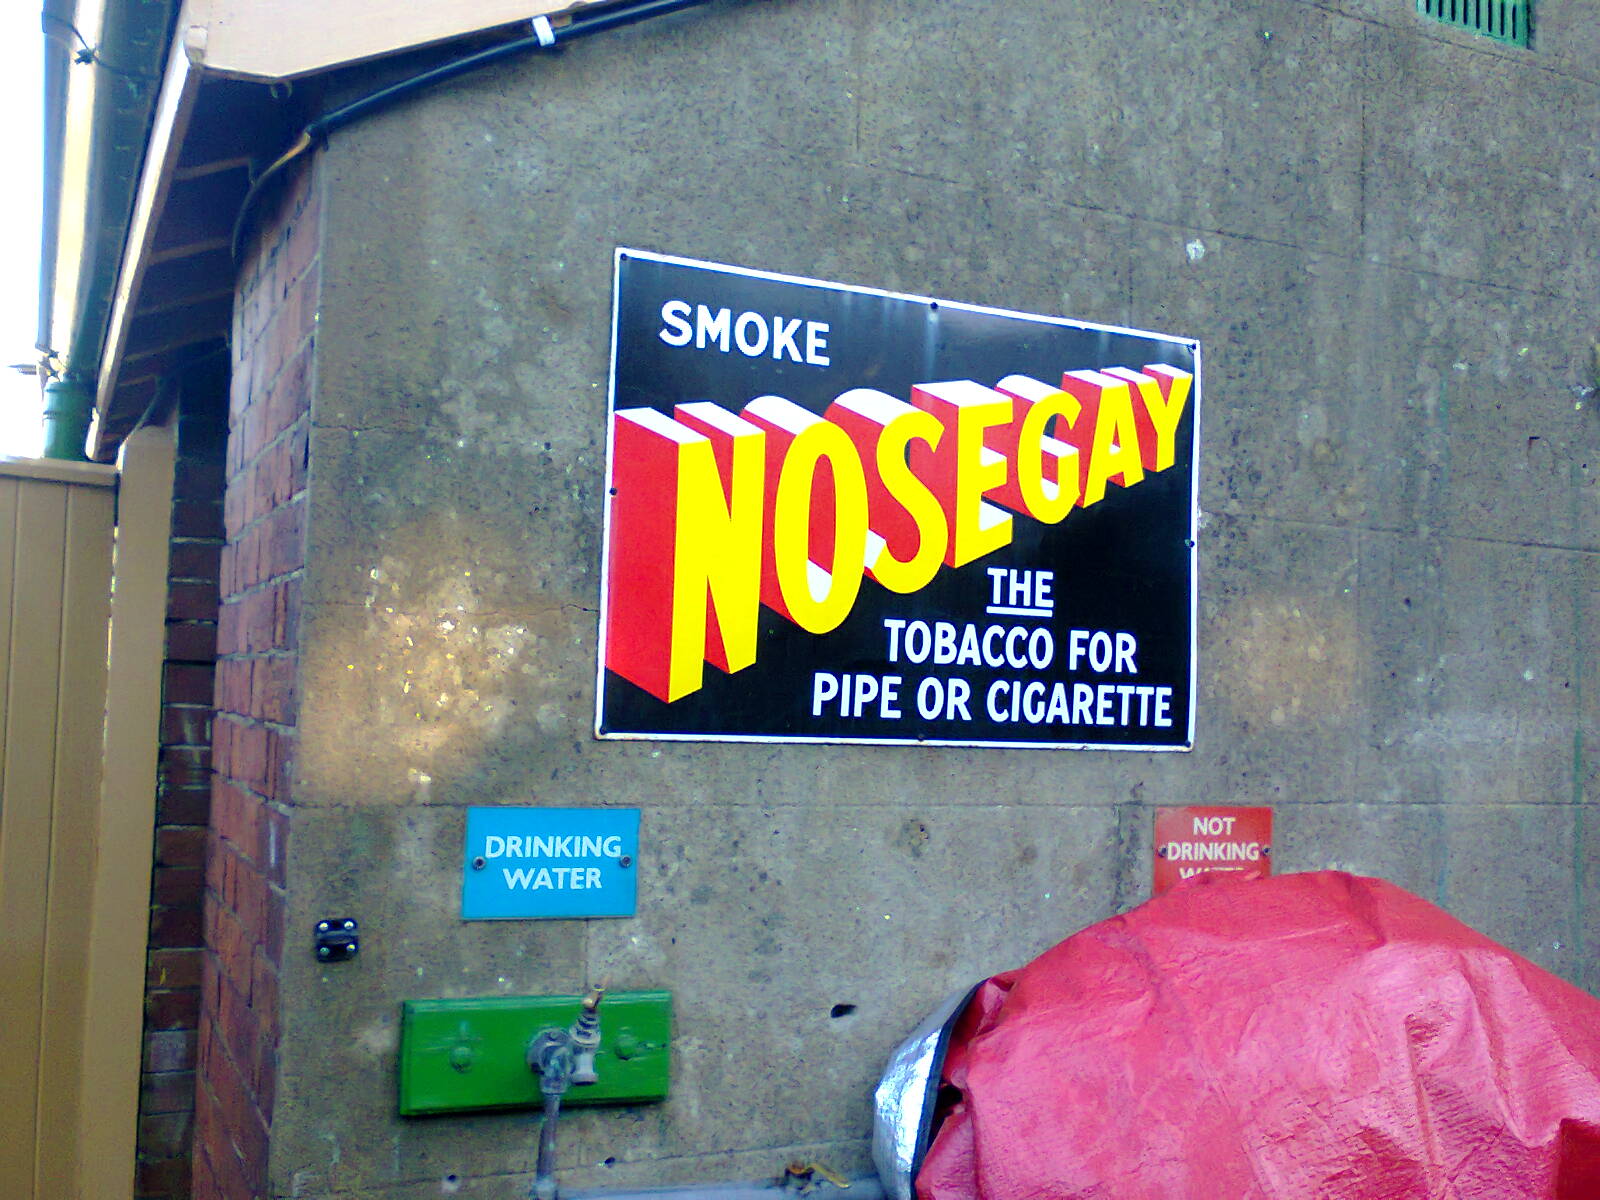 SMOKE
NOSEGAY
THE
TOBACCO FOR
PIPE OR CIGARETTE
DRINKING
WATER
NOT
DRINKING